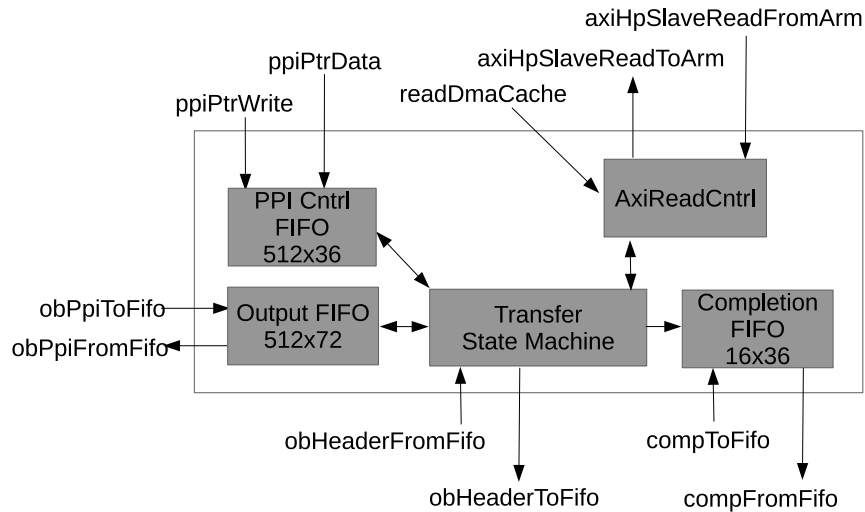 axiHpSlaveReadFromArm
ppiPtrData
axiHpSlaveReadToArm
ppiPtrWrite
readDmaCache
PPI Cntrl
FIFO
512x36
AxiReadCntrl
obPpiToFifo
obPpiFromFifo
Output FIFO
512x72
Transfer
State Machine
Completion
FIFO
16x36
obHeaderFromFifo
compToFifo
obHeaderToFifo
compFromFifo